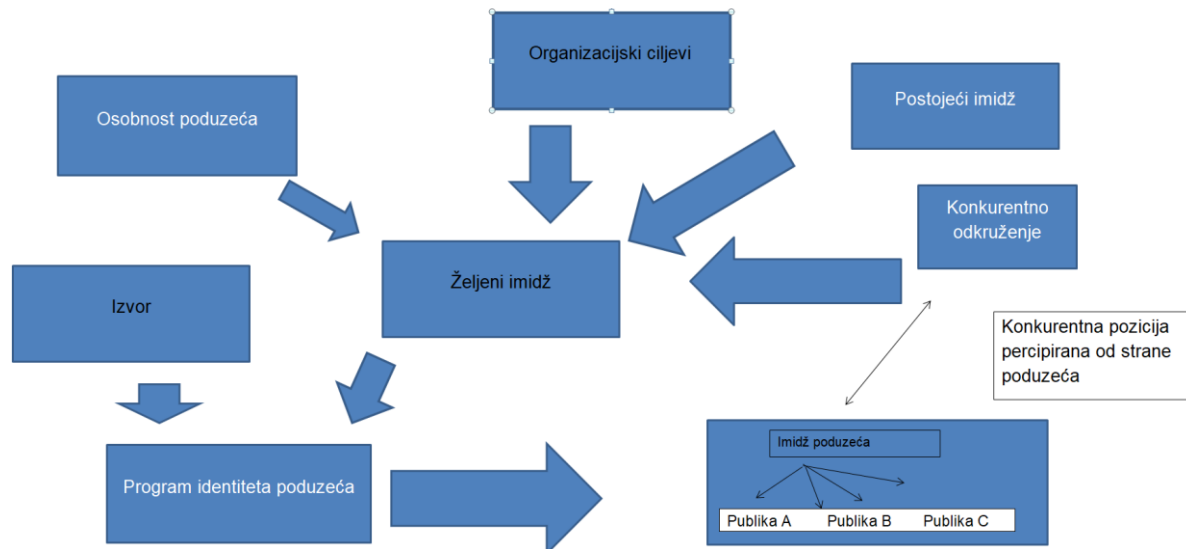 Organizacijski ciljevi
Osobnost poduzeća
Postojeći imidž
Konkurentno
odkruženje
Željeni imidž
Izvor
Konkurentna pozicija
percipirana od strane
poduzeća
Program identiteta poduzeća
Imidž poduzeća
Publika A Publika B Publika C